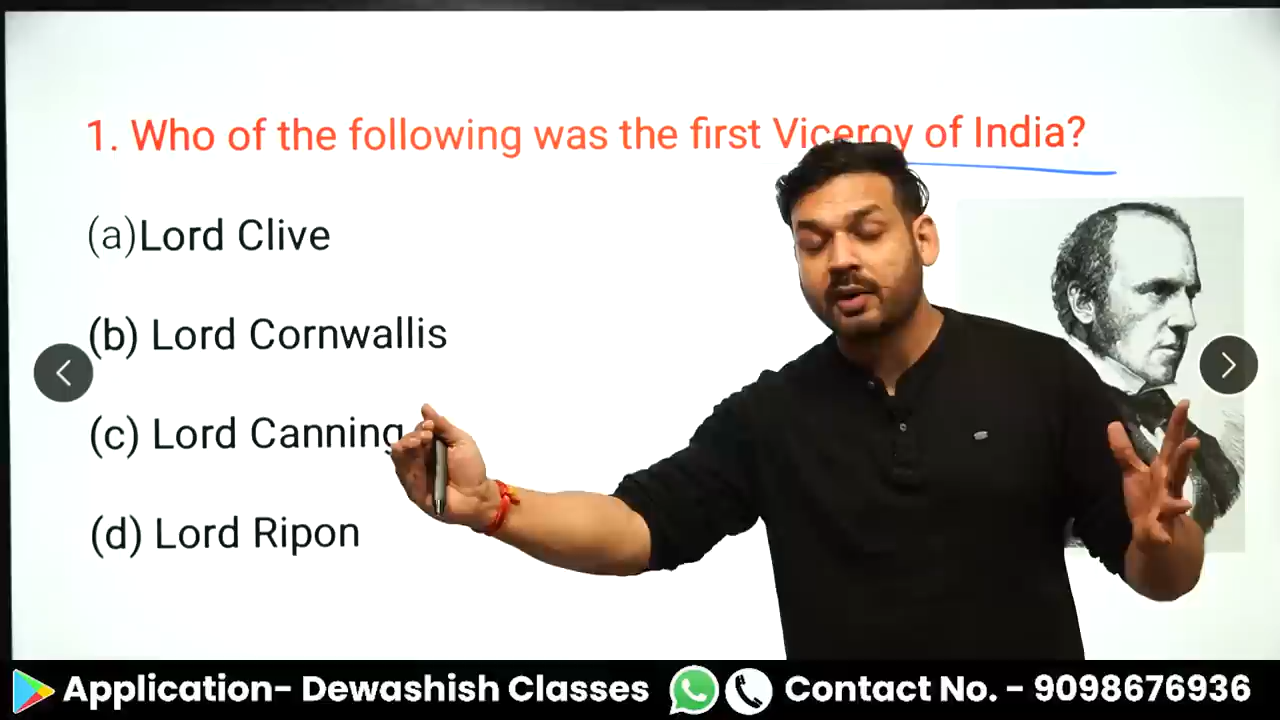 1. Who of the following was the first Viceroy of India?
(a)Lord Clive
(b) Lord Cornwallis
(c) Lord Canning
(d) Lord Ripon
Application- Dewashish Classes Contact No. - 9098676936